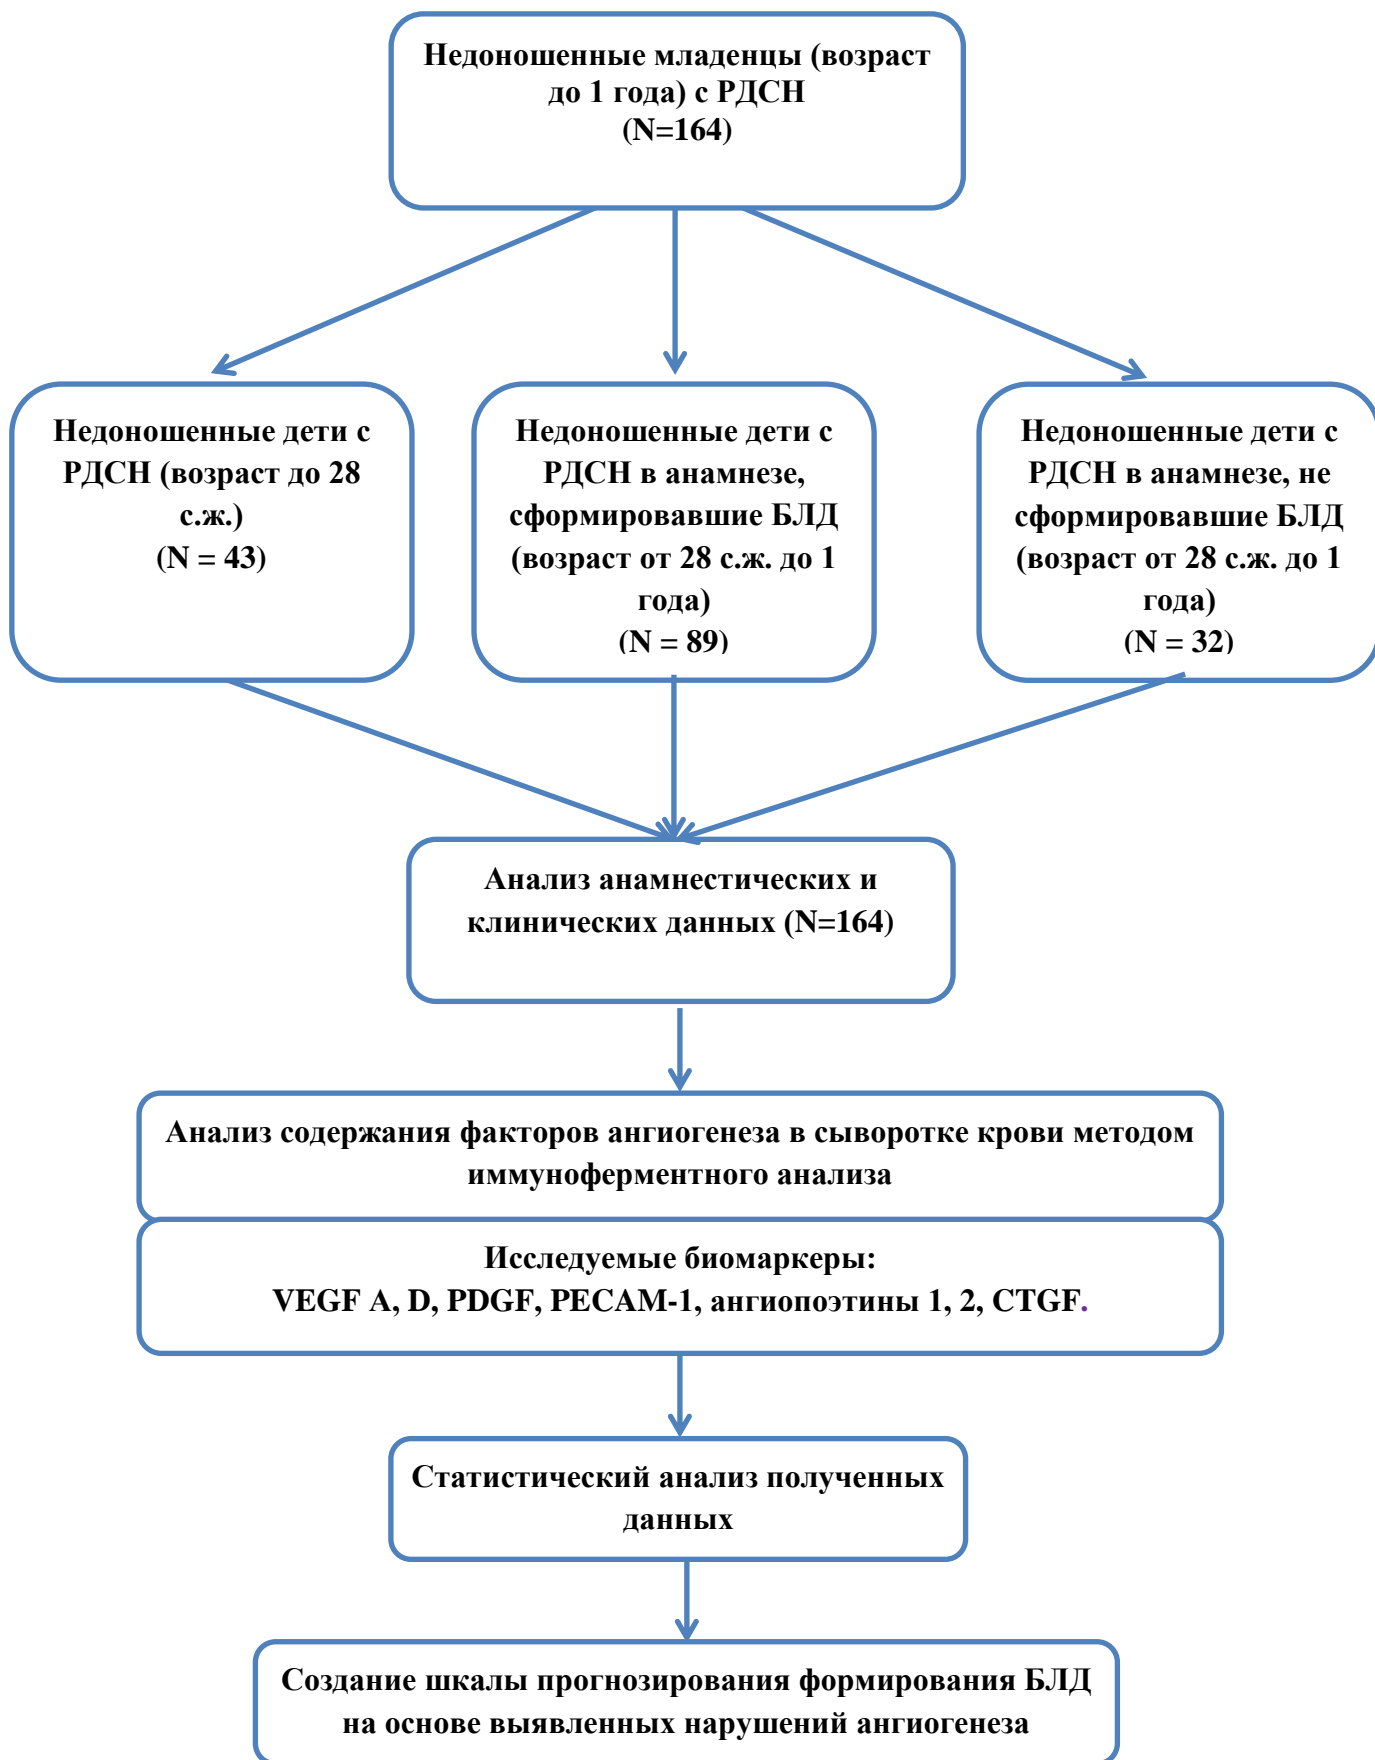 Недоношенные младенцы (возраст
до 1 года) с РДСН
(N=164)
Недоношенные дети с
РДСН (возраст до 28
с.ж.)
(N = 43)
Недоношенные дети с
РДСН в анамнезе,
сформировавшие БЛД
(возраст от 28 с.ж. до 1
года)
(N = 89)
Недоношенные дети с
РДСН в анамнезе, не
сформировавшие БЛД
(возраст от 28 с.ж. до 1
года)
(N = 32)
Анализ анамнестических и
клинических данных (N=164)
Анализ содержания факторов ангиогенеза в сыворотке крови методом
иммуноферментного анализа
Исследуемые биомаркеры:
VEGF A, D, PDGF, PECAM-1, ангиопоэтины 1, 2, CTGF.
Статистический анализ полученных
данных
Создание шкалы прогнозирования формирования БЛД
на основе выявленных нарушений ангиогенеза